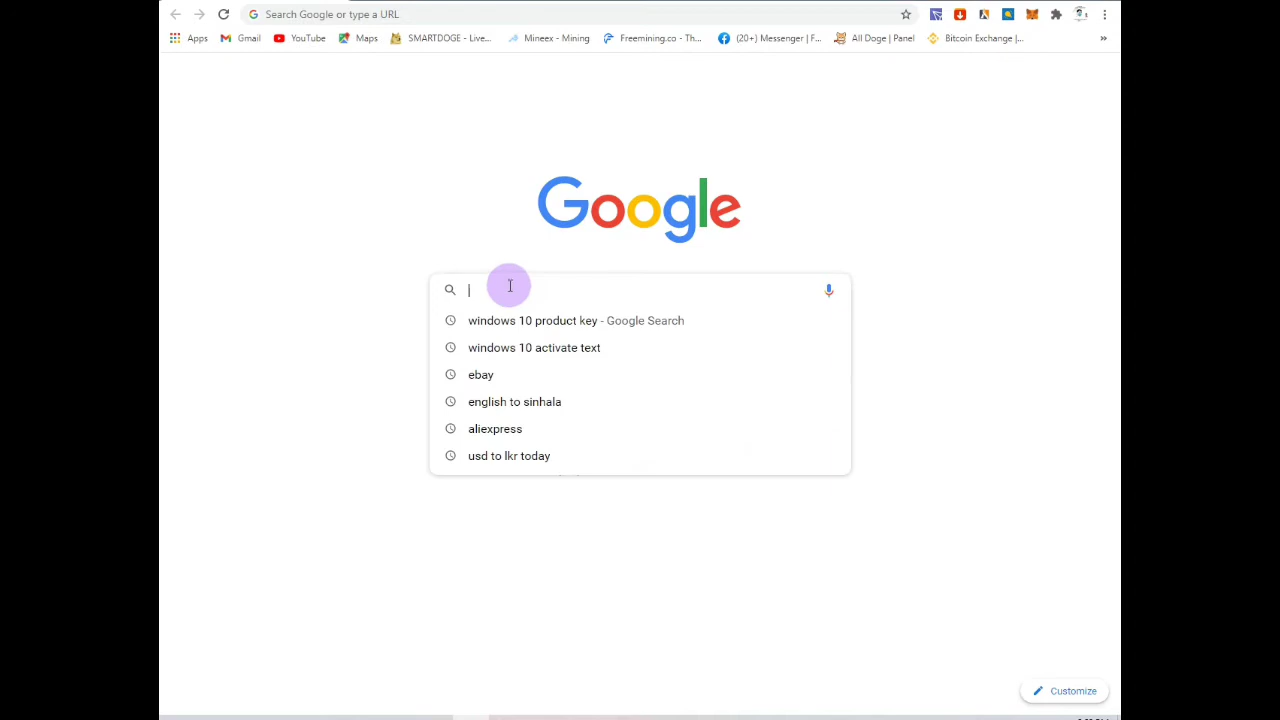 Search Google or type a URL
Apps Gmail YouTube Maps SMARTDOGE - Live... Mineex - Mining Freemining.co - Th... (20+) Messenger | F... All Doge | Panel Bitcoin Exchange |... »
Google
windows 10 product key - Google Search
windows 10 activate text
ebay
english to sinhala
aliexpress
usd to lkr today
Customize